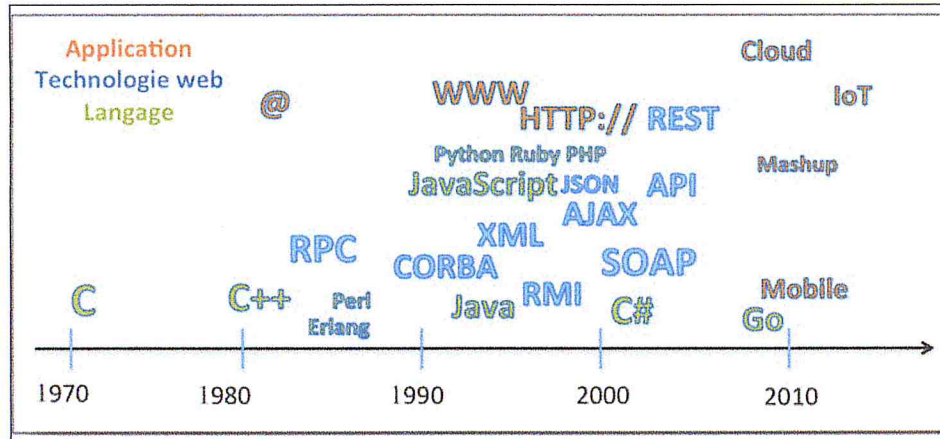 Application
Technologie web
Langage
Cloud
@
WWW
IoT
HTTP:// REST
Python Ruby PHP
Mashup
JavaScript JSON API
AJAX
XML
RPC
CORBA
SOAP
C
C++
Perl
Erlang
Java
RMI
C#
Mobile
Go
1970
1980
1990
2000
2010